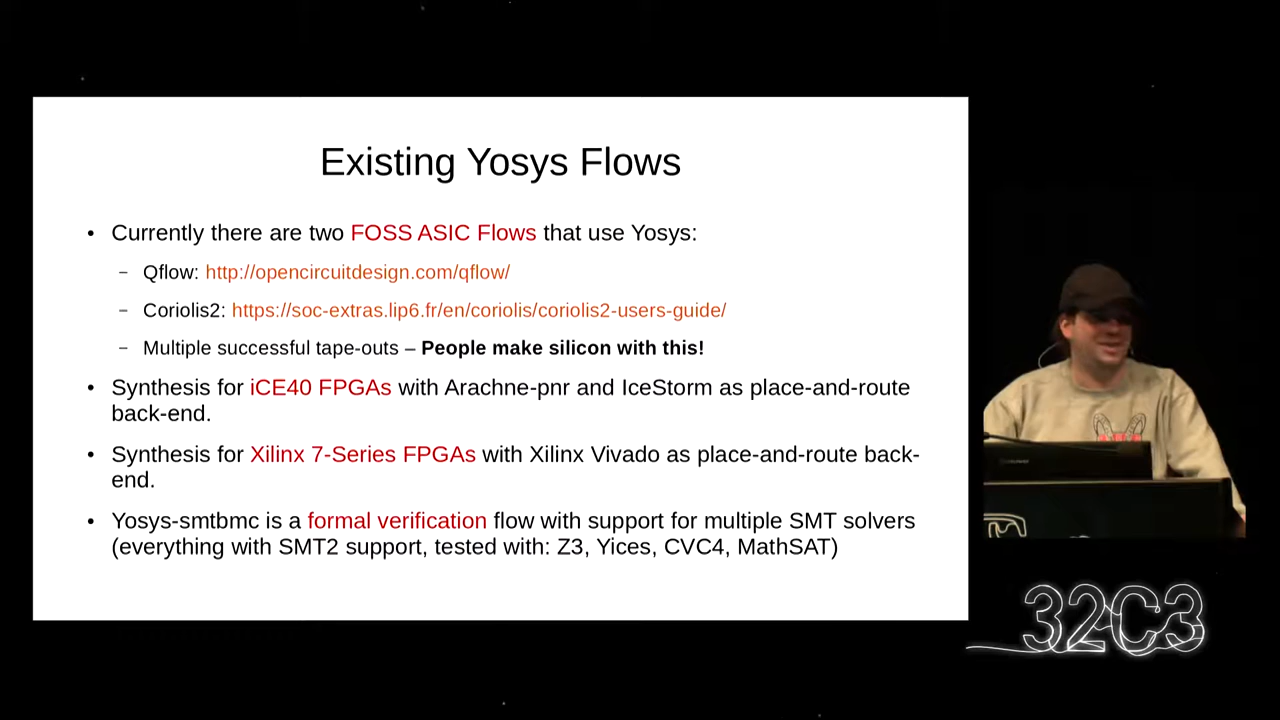 Existing Yosys Flows
• Currently there are two FOSS ASIC Flows that use Yosys:
– Qflow: http://opencircuitdesign.com/qflow/
– Coriolis2: https://soc-extras.lip6.fr/en/coriolis/coriolis2-users-guide/
– Multiple successful tape-outs – People make silicon with this!
• Synthesis for iCE40 FPGAs with Arachne-pnr and IceStorm as place-and-route
back-end.
• Synthesis for Xilinx 7-Series FPGAs with Xilinx Vivado as place-and-route back-
end.
• Yosys-smtbmc is a formal verification flow with support for multiple SMT solvers
(everything with SMT2 support, tested with: Z3, Yices, CVC4, MathSAT)
32C3